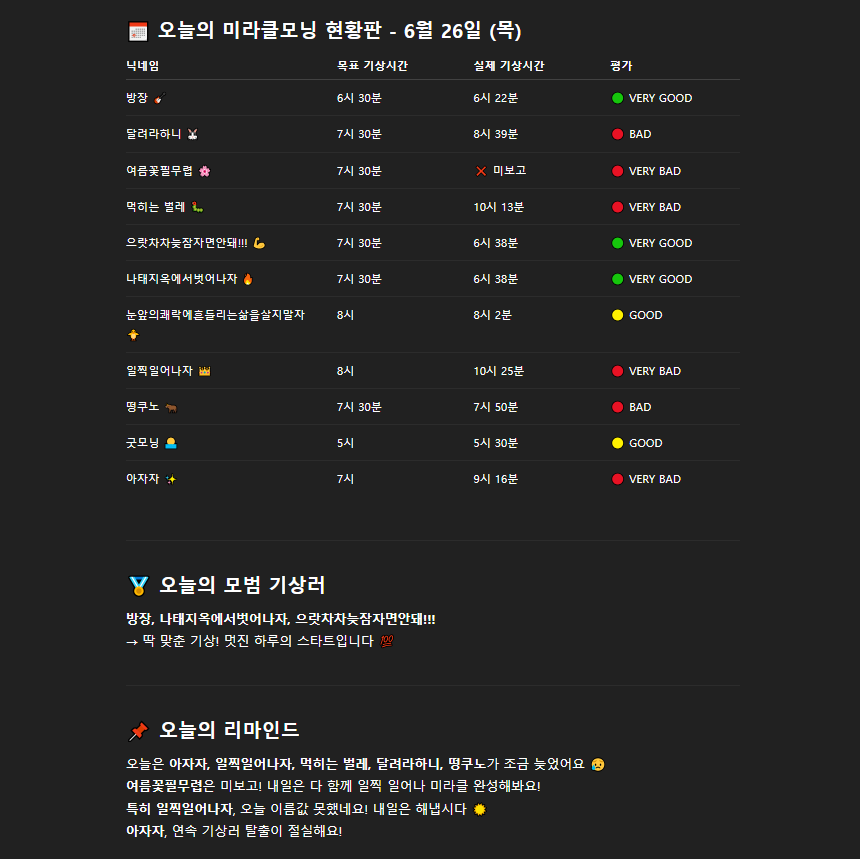 📅 오늘의 미라클모닝 현황판 - 6월 26일 (목)
닉네임 목표 기상시간 실제 기상시간 평가
방장 🎸 6시 30분 6시 22분 🟢 VERY GOOD
달려라하니 🐰 7시 30분 8시 39분 🔴 BAD
여름꽃필무렵 🌸 7시 30분 ❌ 미보고 🔴 VERY BAD
먹히는 벌레 🐛 7시 30분 10시 13분 🔴 VERY BAD
으랏차차늦잠자면안돼!!! 💪 7시 30분 6시 38분 🟢 VERY GOOD
나태지옥에서벗어나자 🔥 7시 30분 6시 38분 🟢 VERY GOOD
눈앞의쾌락에흔들리는삶을살지말자 8시 8시 2분 🟡 GOOD
🐥
일찍일어나자 👑 8시 10시 25분 🔴 VERY BAD
떵쿠노 🐂 7시 30분 7시 50분 🔴 BAD
굿모닝 🌅 5시 5시 30분 🟡 GOOD
아자자 ✨ 7시 9시 16분 🔴 VERY BAD
🏅 오늘의 모범 기상러
방장, 나태지옥에서벗어나자, 으랏차차늦잠자면안돼!!!
→ 딱 맞춘 기상! 멋진 하루의 스타트입니다 💯
📌 오늘의 리마인드
오늘은 아자자, 일찍일어나자, 먹히는 벌레, 달려라하니, 떵쿠노가 조금 늦었어요 😥
여름꽃필무렵은 미보고! 내일은 다 함께 일찍 일어나 미라클 완성해봐요!
특히 일찍일어나자, 오늘 이름값 못했네요! 내일은 해냅시다 ☀️
아자자, 연속 기상러 탈출이 절실해요!